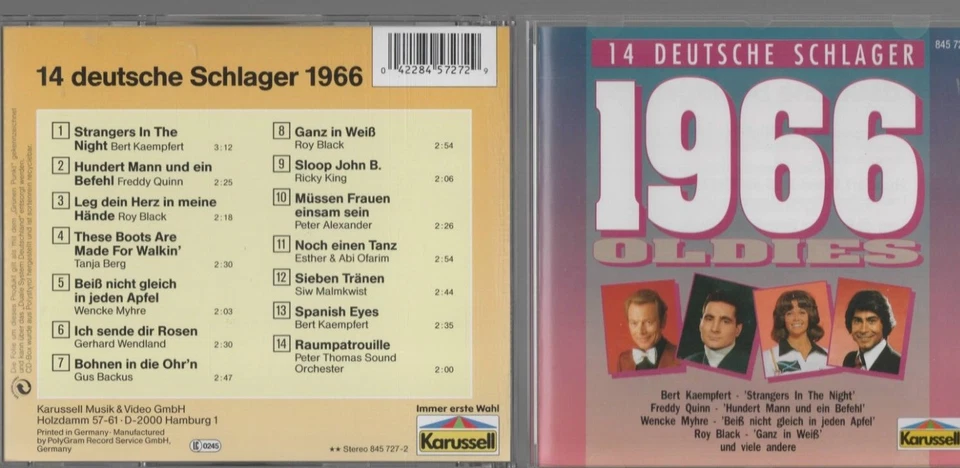 14 deutsche Schlager 1966
0 42284 57272 9
1 Strangers In The
Night Bert Kaempfert 3:12
2 Hundert Mann und ein
Befehl Freddy Quinn 2:25
3 Leg dein Herz in meine
Hände Roy Black 2:18
4 These Boots Are
Made For Walkin'
Tanja Berg 2:30
5 Beiß nicht gleich
in jeden Apfel
Wencke Myhre 2:03
6 Ich sende dir Rosen
Gerhard Wendland 2:30
7 Bohnen in die Ohr'n
Gus Backus 2:47
8 Ganz in Weiß
Roy Black 2:54
9 Sloop John B.
Ricky King 2:06
10 Müssen Frauen
einsam sein
Peter Alexander 2:26
11 Noch einen Tanz
Esther & Abi Ofarim 2:54
12 Sieben Tränen
Siw Malmkwist 2:44
13 Spanish Eyes
Bert Kaempfert 2:35
14 Raumpatrouille
Peter Thomas Sound
Orchester 2:00
Karussell Musik & Video GmbH
Holzdamm 57-61 · D-2000 Hamburg 1
Printed in Germany · Manufactured
by PolyGram Record Service GmbH,
Germany
0245
★★ Stereo 845 727-2
Immer erste Wahl
Karussell
14 DEUTSCHE SCHLAGER
845 72
1966
OLDIES
Bert Kaempfert - 'Strangers In The Night'
Freddy Quinn - 'Hundert Mann und ein Befehl'
Wencke Myhre - 'Beiß nicht gleich in jeden Apfel'
Roy Black - 'Ganz in Weiß'
und viele andere
Karussell